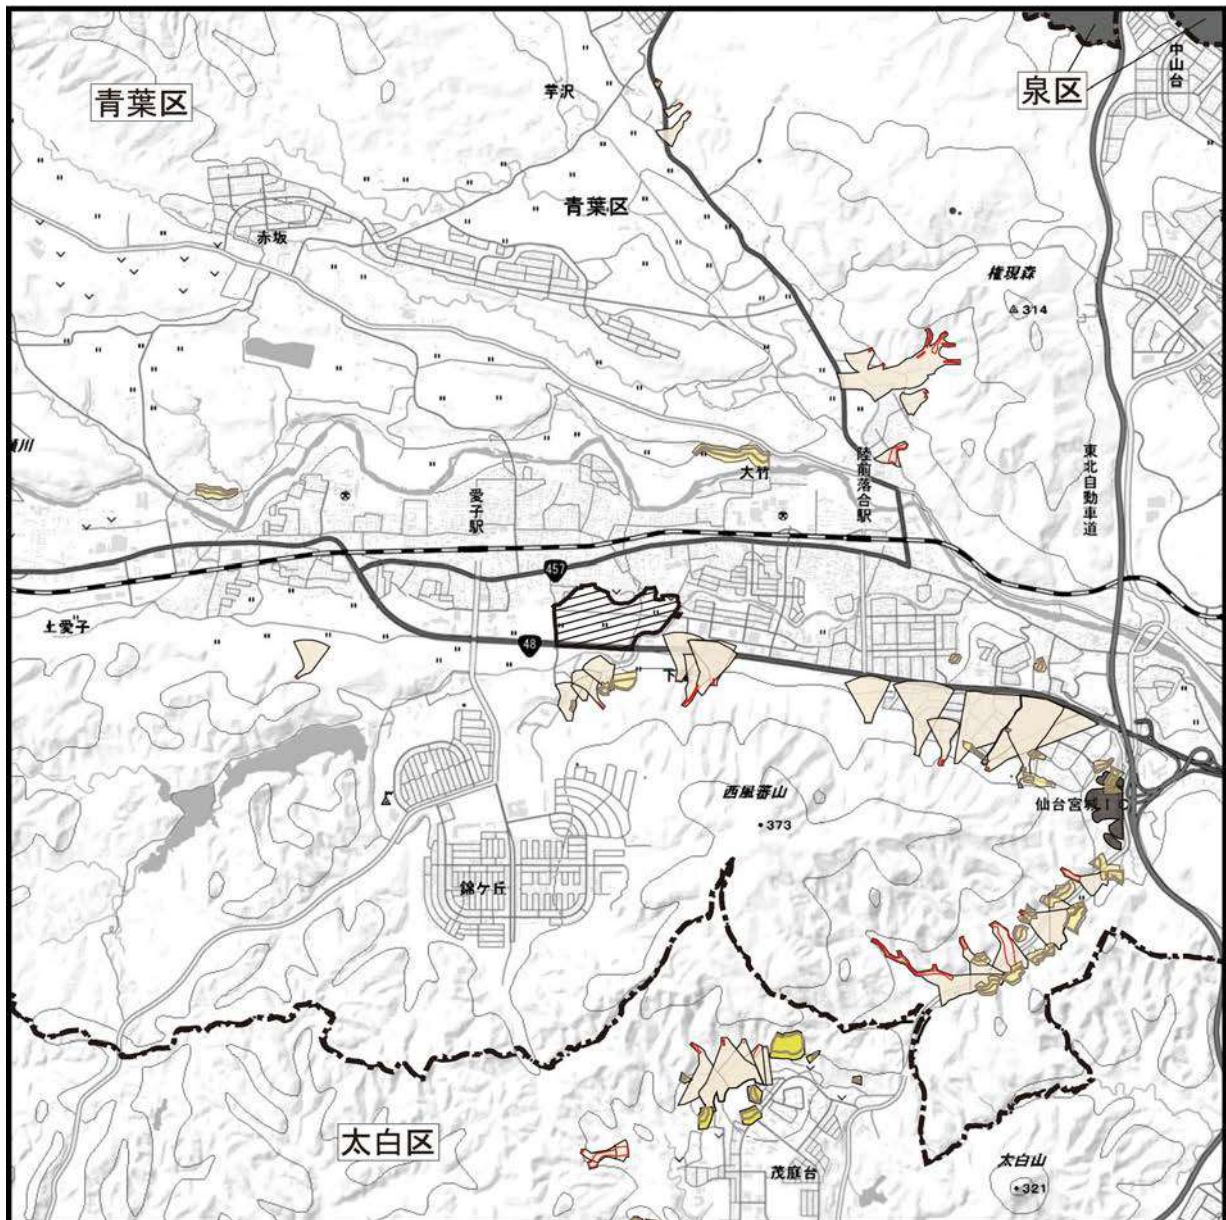 中山台
芋沢
青葉区
泉区
青葉区
赤坂
権現森
314
東北自動車道
大竹
陸前落合駅
愛子駅
457
上愛子
48
西風蕃山
373
仙台宮城IC
錦ケ丘
太白区
茂庭台
太白山
321